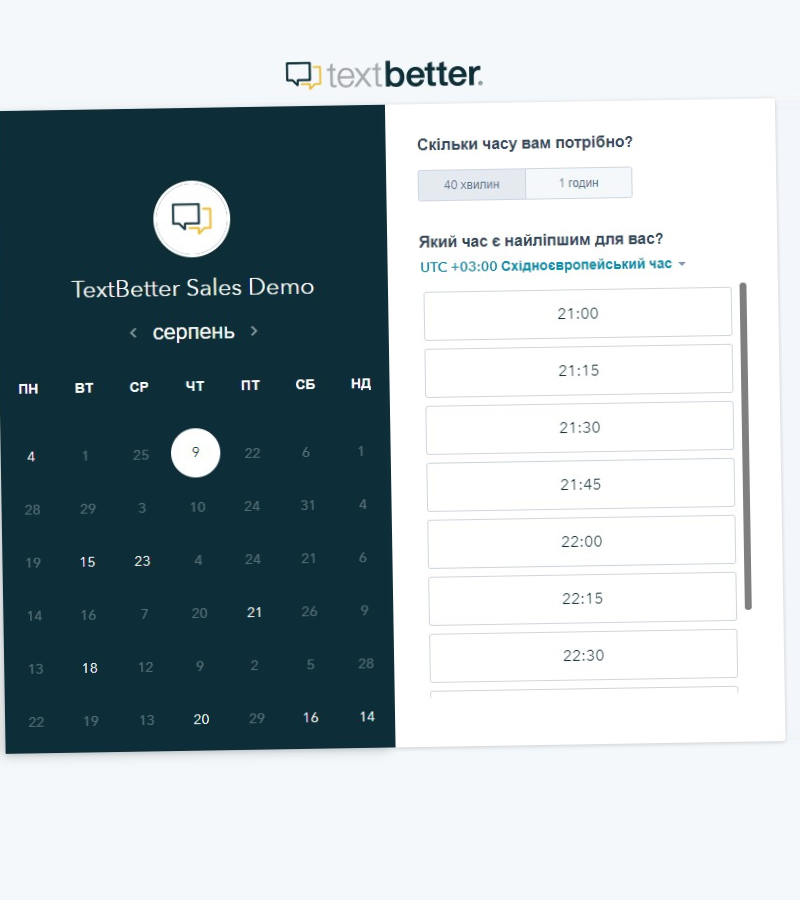 textbetter.
TextBetter Sales Demo
серпень
ПН ВТ СР ЧТ ПТ СБ НД
4 1 25 9 22 6 1
28 29 3 10 24 31 4
19 15 23 4 24 21 6
14 16 7 20 21 26 9
13 18 12 9 2 5 28
22 19 13 20 29 16 14
Скільки часу вам потрібно?
40 хвилин 1 годин
Який час є найліпшим для вас?
UTC +03:00 Східноєвропейський час
21:00
21:15
21:30
21:45
22:00
22:15
22:30